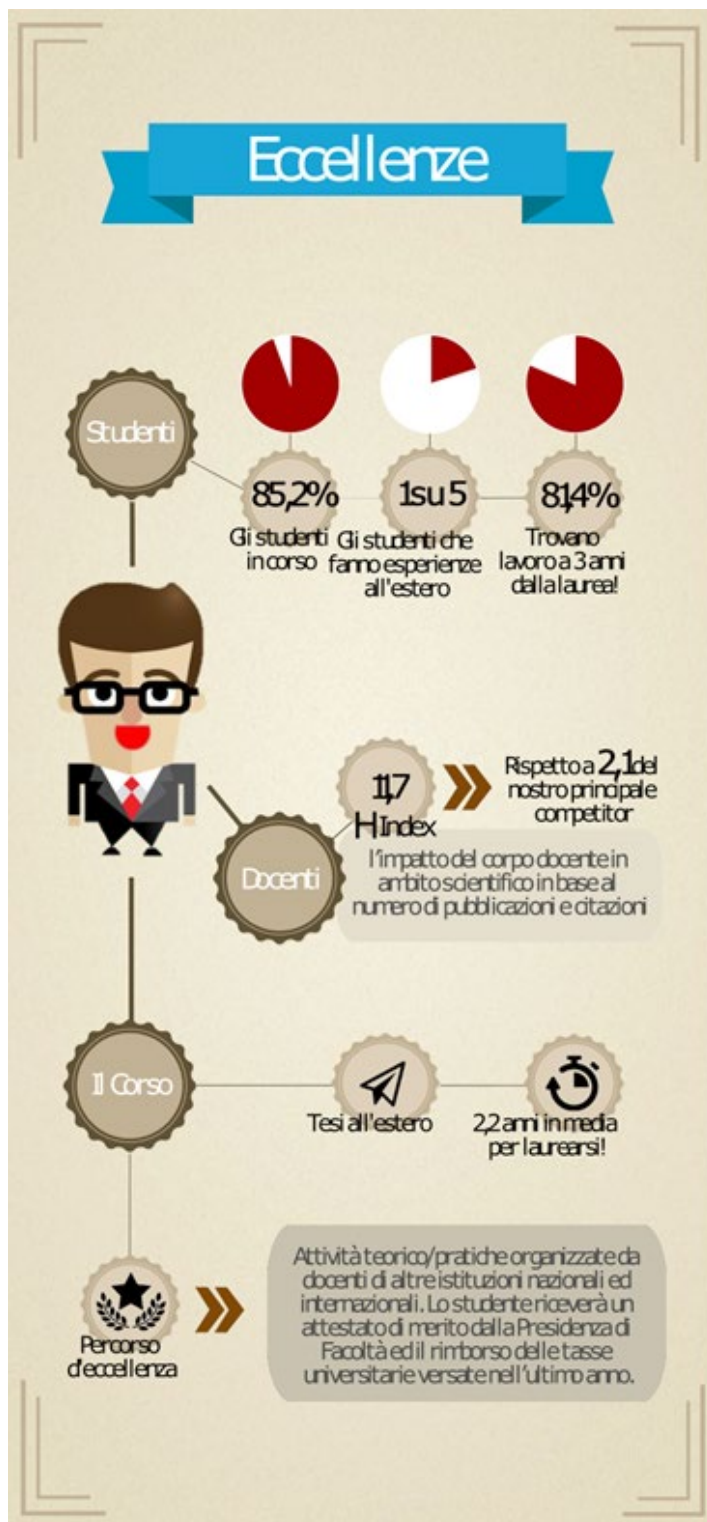 Eccellenze
Studenti
85,2%
Gli studenti
in corso
1 su 5
Gli studenti che
fanno esperienze
all'estero
81,4%
Trovano
lavoro a 3 anni
dalla laurea!
Docenti
11,7
H Index
Rispetto a 2,1 del
nostro principale
competitor
l'impatto del corpo docente in
ambito scientifico in base al
numero di pubblicazioni e citazioni
Il Corso
Tesi all'estero
2,2 anni in media
per laurearsi!
Percorso
d'eccellenza
Attività teorico/pratiche organizzate da
docenti di altre istituzioni nazionali ed
internazionali. Lo studente riceverà un
attestato di merito dalla Presidenza di
Facoltà ed il rimborso delle tasse
universitarie versate nell'ultimo anno.